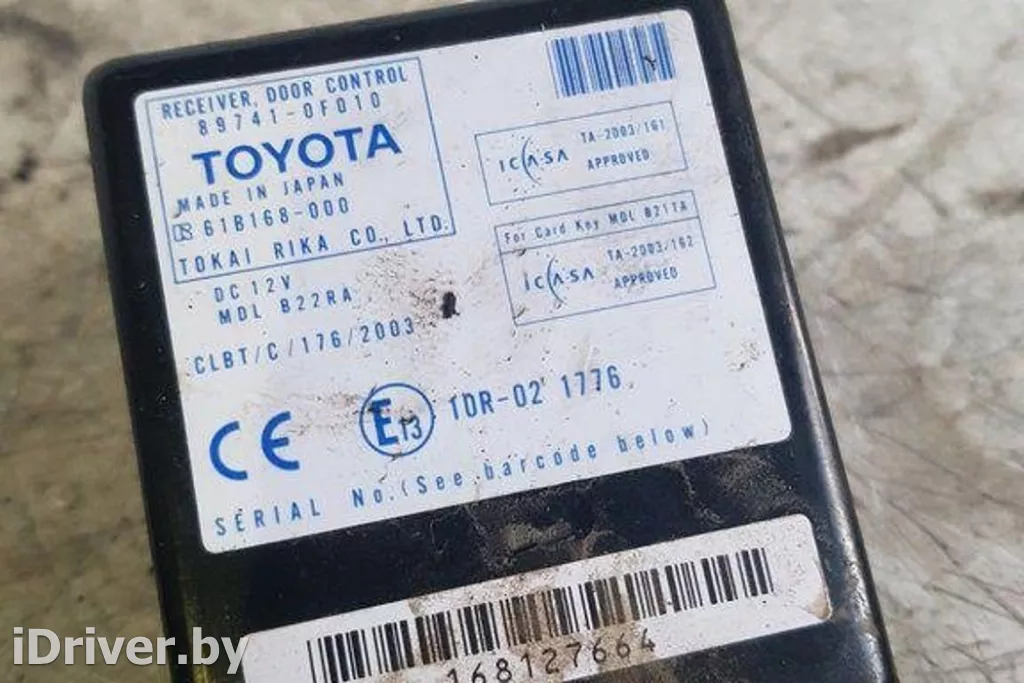 RECEIVER, DOOR CONTROL
89741-0F010
TOYOTA
MADE IN JAPAN
61B168-000
TOKAI RIKA CO., LTD.
DC 12V
MDL B22RA
CLBT/C/176/2003
ICASA TA-2003/161
APPROVED
For Card Key MDL B21TA
ICASA TA-2003/162
APPROVED
CE E13 10R-02 1776
SERIAL No. (See barcode below)
168127664
iDriver.by